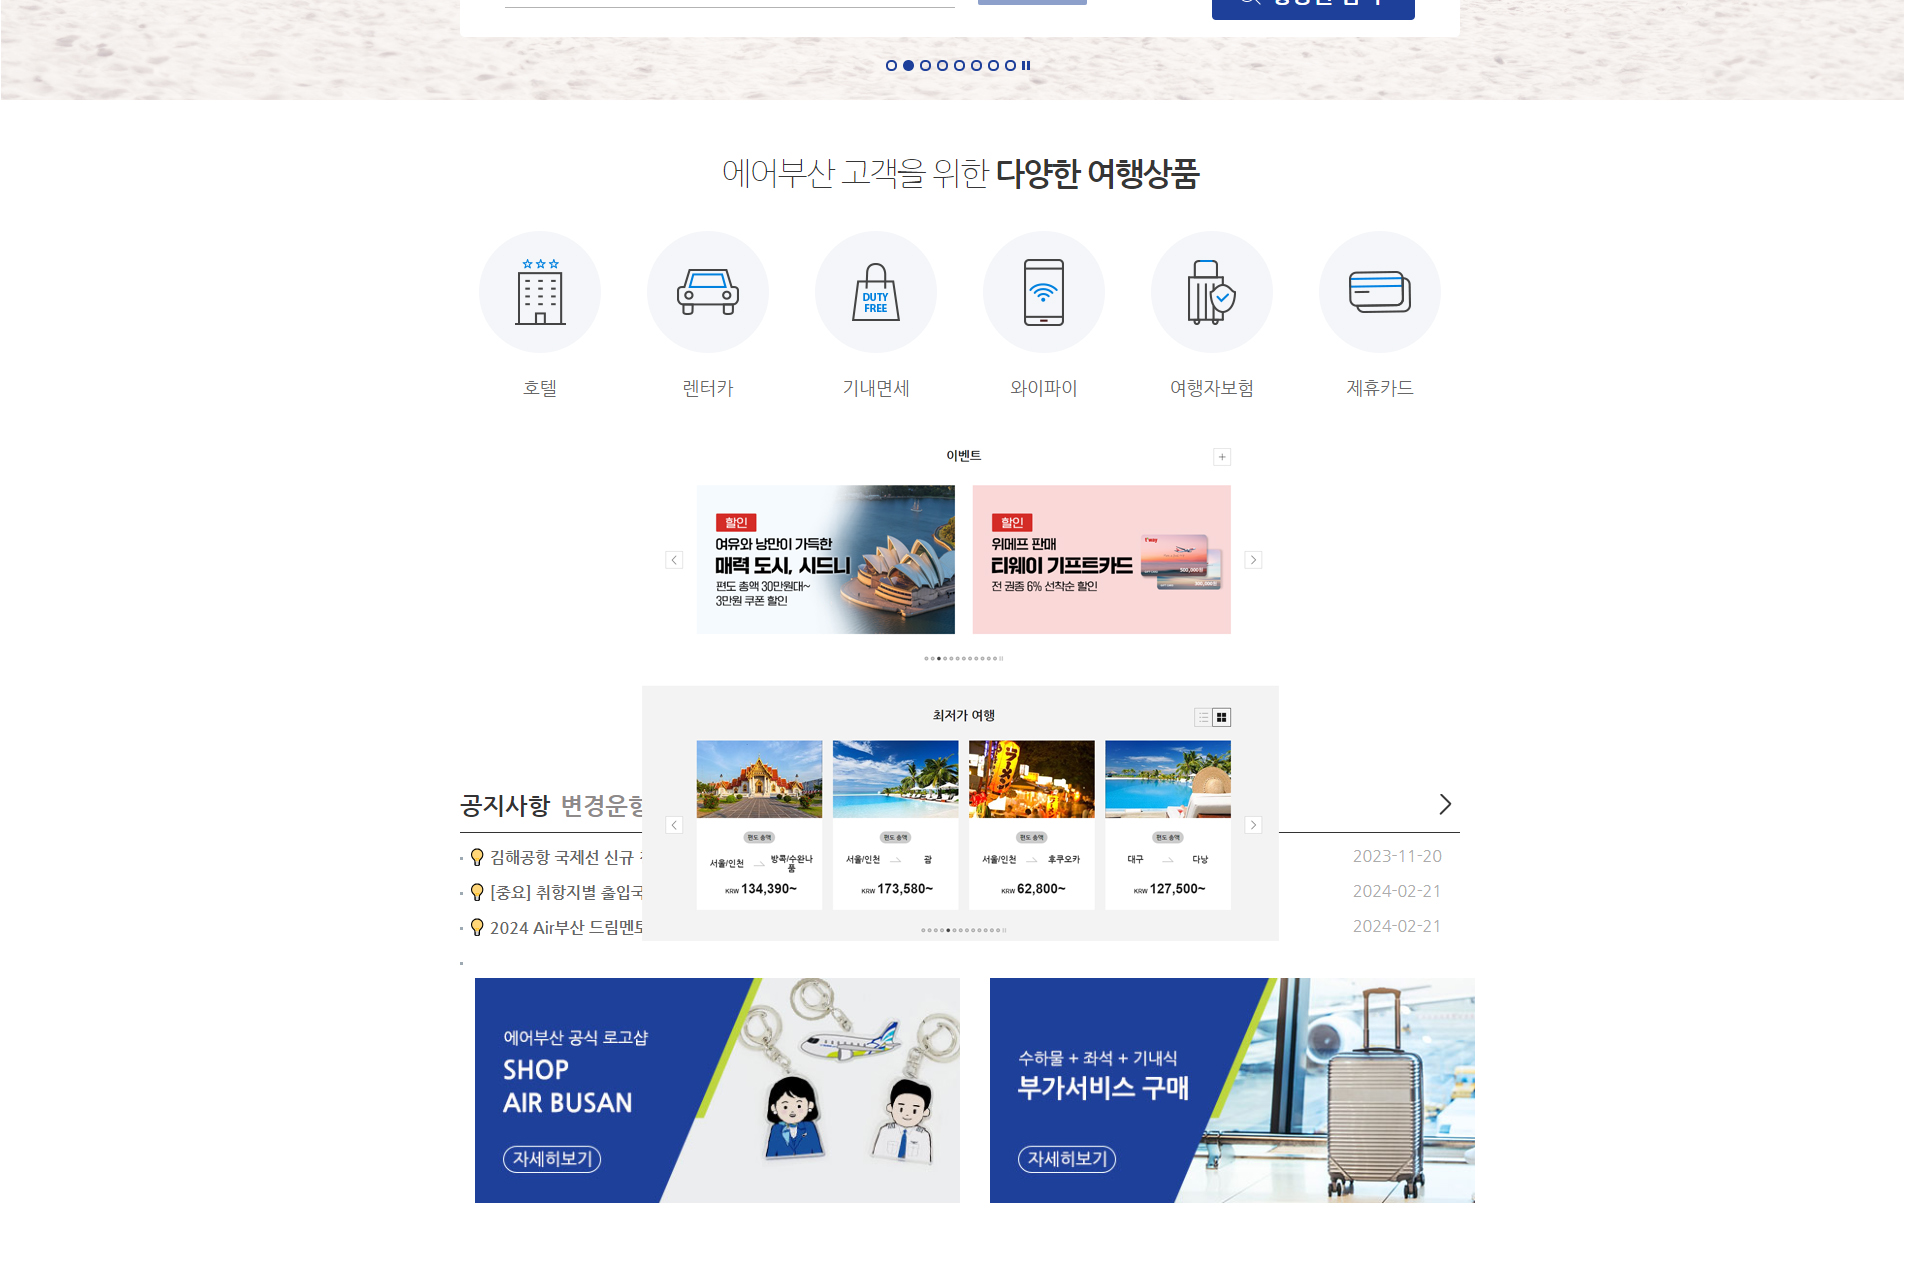 에어부산 고객을 위한 다양한 여행상품
DUTY
FREE
호텔
렌터카
기내면세
와이파이
여행자보험
제휴카드
이벤트
할인
여유와 낭만이 가득한
매력 도시, 시드니
편도 총액 30만원대~
3만원 쿠폰 할인
할인
위메프 판매
티웨이 기프트카드
전 권종 6% 선착순 할인
t'way
500,000원
최저가 여행
편도 총액
서울/인천
방콕/수완나
품
KRW 134,390~
편도 총액
서울/인천
괌
KRW 173,580~
편도 총액
서울/인천
후쿠오카
KRW 62,800~
편도 총액
대구
다낭
KRW 127,500~
공지사항 변경운항
김해공항 국제선 신규
2023-11-20
[중요] 취항지별 출입국
2024-02-21
2024 Air부산 드림멘토
2024-02-21
에어부산 공식 로고샵
SHOP
AIR BUSAN
자세히보기
수하물 + 좌석 + 기내식
부가서비스 구매
자세히보기